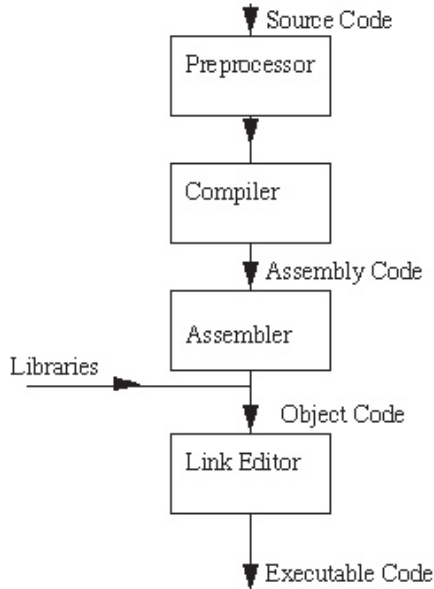 Source Code
Preprocessor
Compiler
Assembly Code
Assembler
Libraries
Object Code
Link Editor
Executable Code